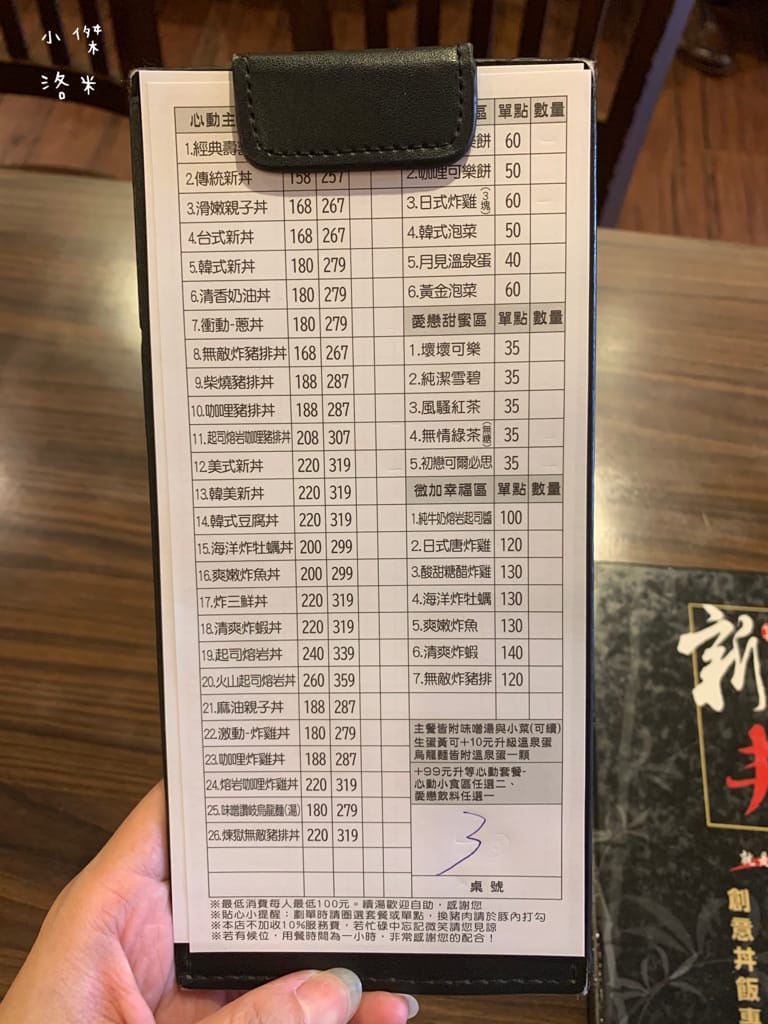 小傑
洛米
心動主
1.經典壽
2.傳統新丼 158 257
3.滑嫩親子丼 168 267
4.台式新丼 168 267
5.韓式新丼 180 279
6.清香奶油丼 180 279
7.衝動-蔥丼 180 279
8.無敵炸豬排丼 168 267
9.柴燒豬排丼 188 287
10.咖哩豬排丼 188 287
11.起司熔岩咖哩豬排丼 208 307
12.美式新丼 220 319
13.韓美新丼 220 319
14.韓式豆腐丼 220 319
15.海洋炸牡蠣丼 200 299
16.爽嫩炸魚丼 200 299
17.炸三鮮丼 220 319
18.清爽炸蝦丼 220 319
19.起司熔岩丼 240 339
20.火山起司熔岩丼 260 359
21.麻油親子丼 188 287
22.激動-炸雞丼 180 279
23.咖哩炸雞丼 188 287
24.熔岩咖哩炸雞丼 220 319
25.味噌讚岐烏龍麵(湯) 180 279
26.煉獄無敵豬排丼 220 319
區 單點 數量
餅 60
2.咖哩可樂餅 50
3.日式炸雞(3塊) 60
4.韓式泡菜 50
5.月見溫泉蛋 40
6.黃金泡菜 60
愛戀甜蜜區 單點 數量
1.壞壞可樂 35
2.純潔雪碧 35
3.風騷紅茶 35
4.無情綠茶(無糖) 35
5.初戀可爾必思 35
微加幸福區 單點 數量
1.純牛奶熔岩起司醬 100
2.日式唐炸雞 120
3.酸甜糖醋炸雞 130
4.海洋炸牡蠣 130
5.爽嫩炸魚 130
6.清爽炸蝦 140
7.無敵炸豬排 120
主餐皆附味噌湯與小菜(可續)
生蛋黃可+10元升級溫泉蛋
烏龍麵皆附溫泉蛋一顆
+99元升等心動套餐-
心動小食區任選二、
愛戀飲料任選一
3
桌號
※最低消費每人最低100元。續湯歡迎自助，感謝您
※貼心小提醒：劃單時請圈選套餐或單點，換豬肉請於豚內打勾
※本店不加收10%服務費，若忙碌中忘記微笑請您見諒
※若有候位，用餐時間為一小時，非常感謝您的配合！
新
丼
創意丼飯專